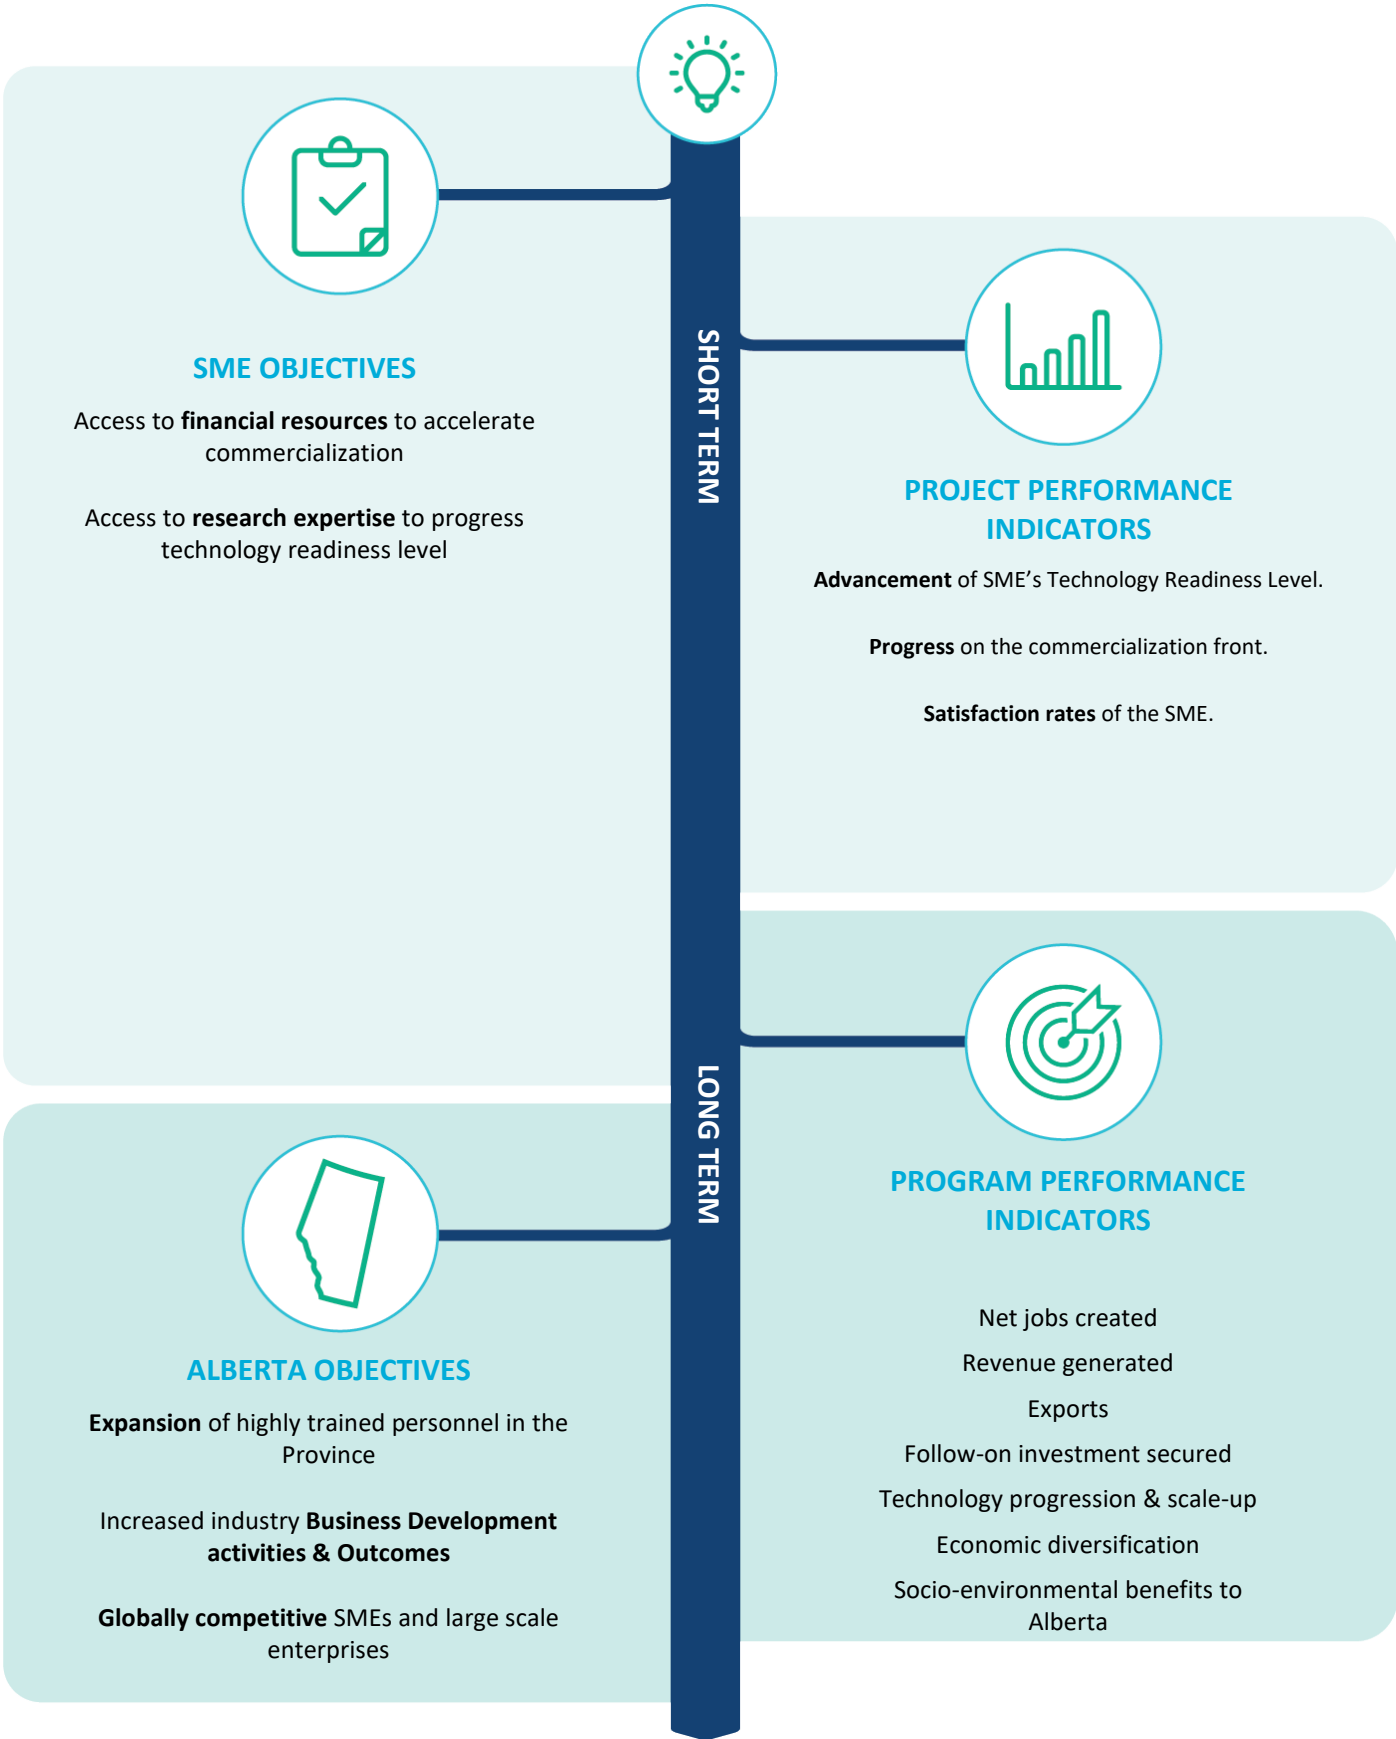 SME OBJECTIVES
Access to financial resources to accelerate
commercialization
Access to research expertise to progress
technology readiness level
SHORT TERM
PROJECT PERFORMANCE
INDICATORS
Advancement of SME’s Technology Readiness Level.
Progress on the commercialization front.
Satisfaction rates of the SME.
LONG TERM
ALBERTA OBJECTIVES
Expansion of highly trained personnel in the
Province
Increased industry Business Development
activities & Outcomes
Globally competitive SMEs and large scale
enterprises
PROGRAM PERFORMANCE
INDICATORS
Net jobs created
Revenue generated
Exports
Follow-on investment secured
Technology progression & scale-up
Economic diversification
Socio-environmental benefits to
Alberta